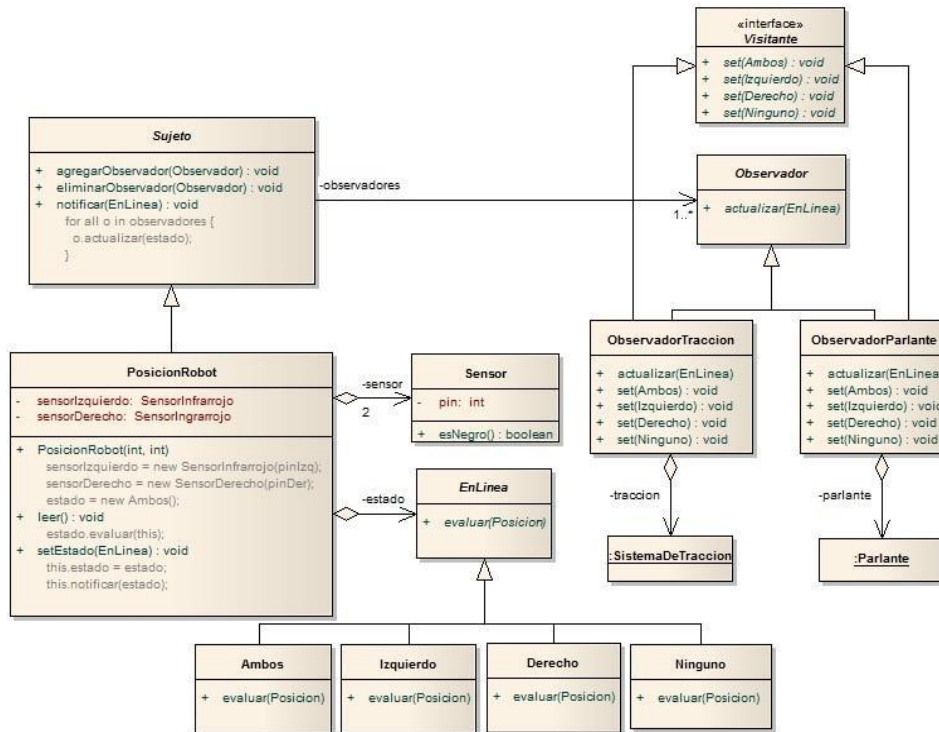 «interface»
Visitante
+ set(Ambos) : void
+ set(Izquierdo) : void
+ set(Derecho) : void
+ set(Ninguno) : void
Sujeto
+ agregarObservador(Observador) : void
+ eliminarObservador(Observador) : void
+ notificar(EnLinea) : void
for all o in observadores {
o.actualizar(estado);
}
-observadores
1..*
Observador
+ actualizar(EnLinea)
ObservadorTraccion
+ actualizar(EnLinea)
+ set(Ambos) : void
+ set(Izquierdo) : void
+ set(Derecho) : void
+ set(Ninguno) : void
ObservadorParlante
+ actualizar(EnLinea)
+ set(Ambos) : void
+ set(Izquierdo) : void
+ set(Derecho) : void
+ set(Ninguno) : void
PosicionRobot
- sensorIzquierdo: SensorInfrarrojo
- sensorDerecho: SensorIngrarrojo
+ PosicionRobot(int, int)
sensorIzquierdo = new SensorInfrarrojo(pinIzq);
sensorDerecho = new SensorDerecho(pinDer);
estado = new Ambos();
+ leer() : void
estado.evaluar(this);
+ setEstado(EnLinea) : void
this.estado = estado;
this.notificar(estado);
-sensor
2
Sensor
- pin: int
+ esNegro() : boolean
-estado
EnLinea
+ evaluar(Posicion)
-traccion
:SistemaDeTraccion
-parlante
:Parlante
Ambos
+ evaluar(Posicion)
Izquierdo
+ evaluar(Posicion)
Derecho
+ evaluar(Posicion)
Ninguno
+ evaluar(Posicion)